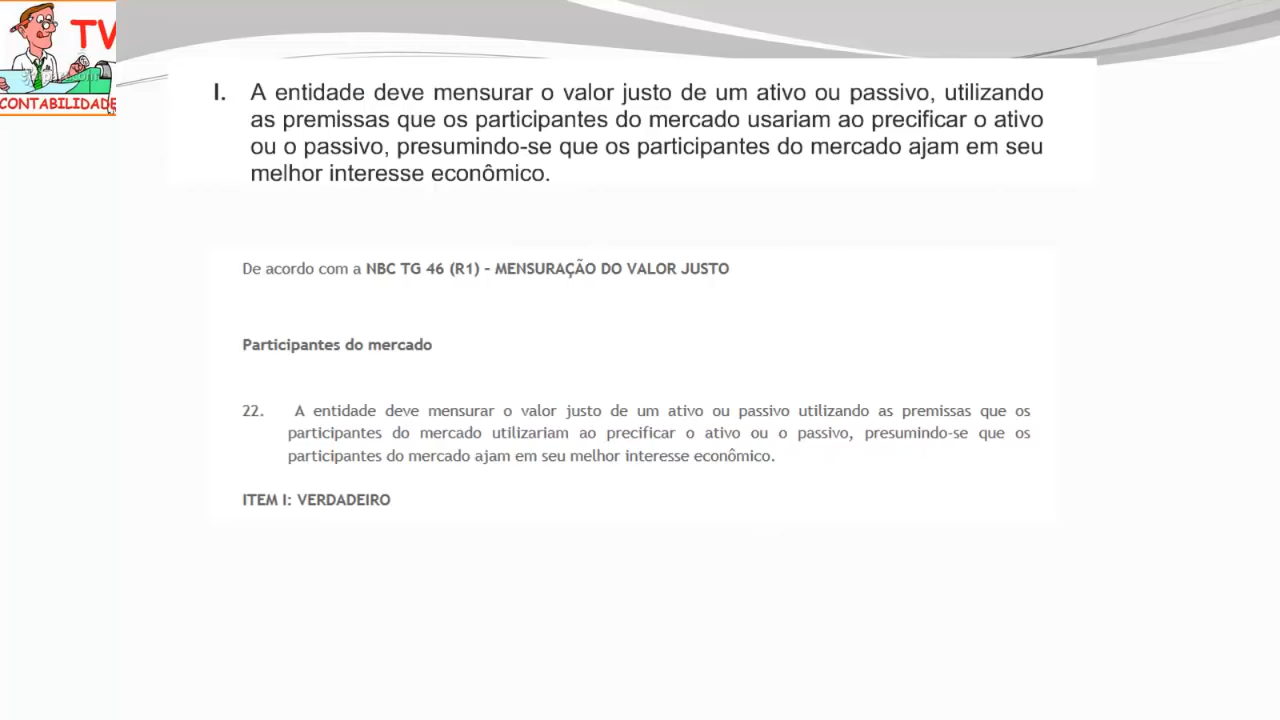 TV
CONTABILIDADE
I. A entidade deve mensurar o valor justo de um ativo ou passivo, utilizando
as premissas que os participantes do mercado usariam ao precificar o ativo
ou o passivo, presumindo-se que os participantes do mercado ajam em seu
melhor interesse econômico.
De acordo com a NBC TG 46 (R1) – MENSURAÇÃO DO VALOR JUSTO
Participantes do mercado
22. A entidade deve mensurar o valor justo de um ativo ou passivo utilizando as premissas que os
participantes do mercado utilizariam ao precificar o ativo ou o passivo, presumindo-se que os
participantes do mercado ajam em seu melhor interesse econômico.
ITEM I: VERDADEIRO